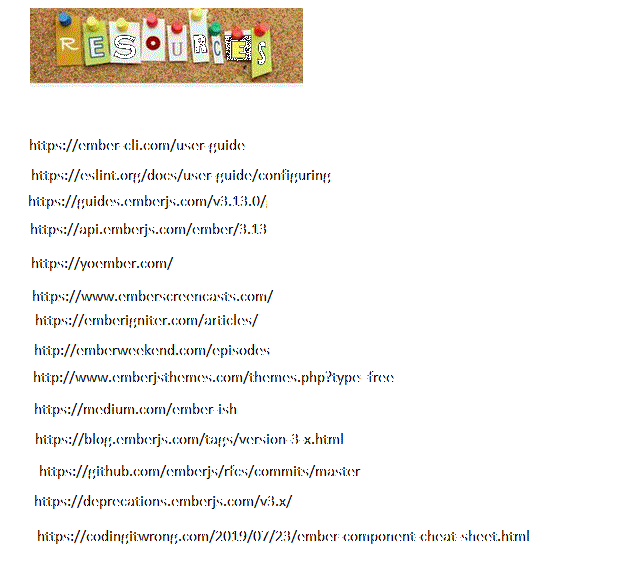 RESOURCES
https://ember-cli.com/user-guide
https://eslint.org/docs/user-guide/configuring
https://guides.emberjs.com/v3.13.0/
https://api.emberjs.com/ember/3.13
https://yoember.com/
https://www.emberscreencasts.com/
https://emberigniter.com/articles/
http://emberweekend.com/episodes
http://www.emberjsthemes.com/themes.php?type=free
https://medium.com/ember-ish
https://blog.emberjs.com/tags/version-3-x.html
https://github.com/emberjs/rfcs/commits/master
https://deprecations.emberjs.com/v3.x/
https://codingitwrong.com/2019/07/23/ember-component-cheat-sheet.html